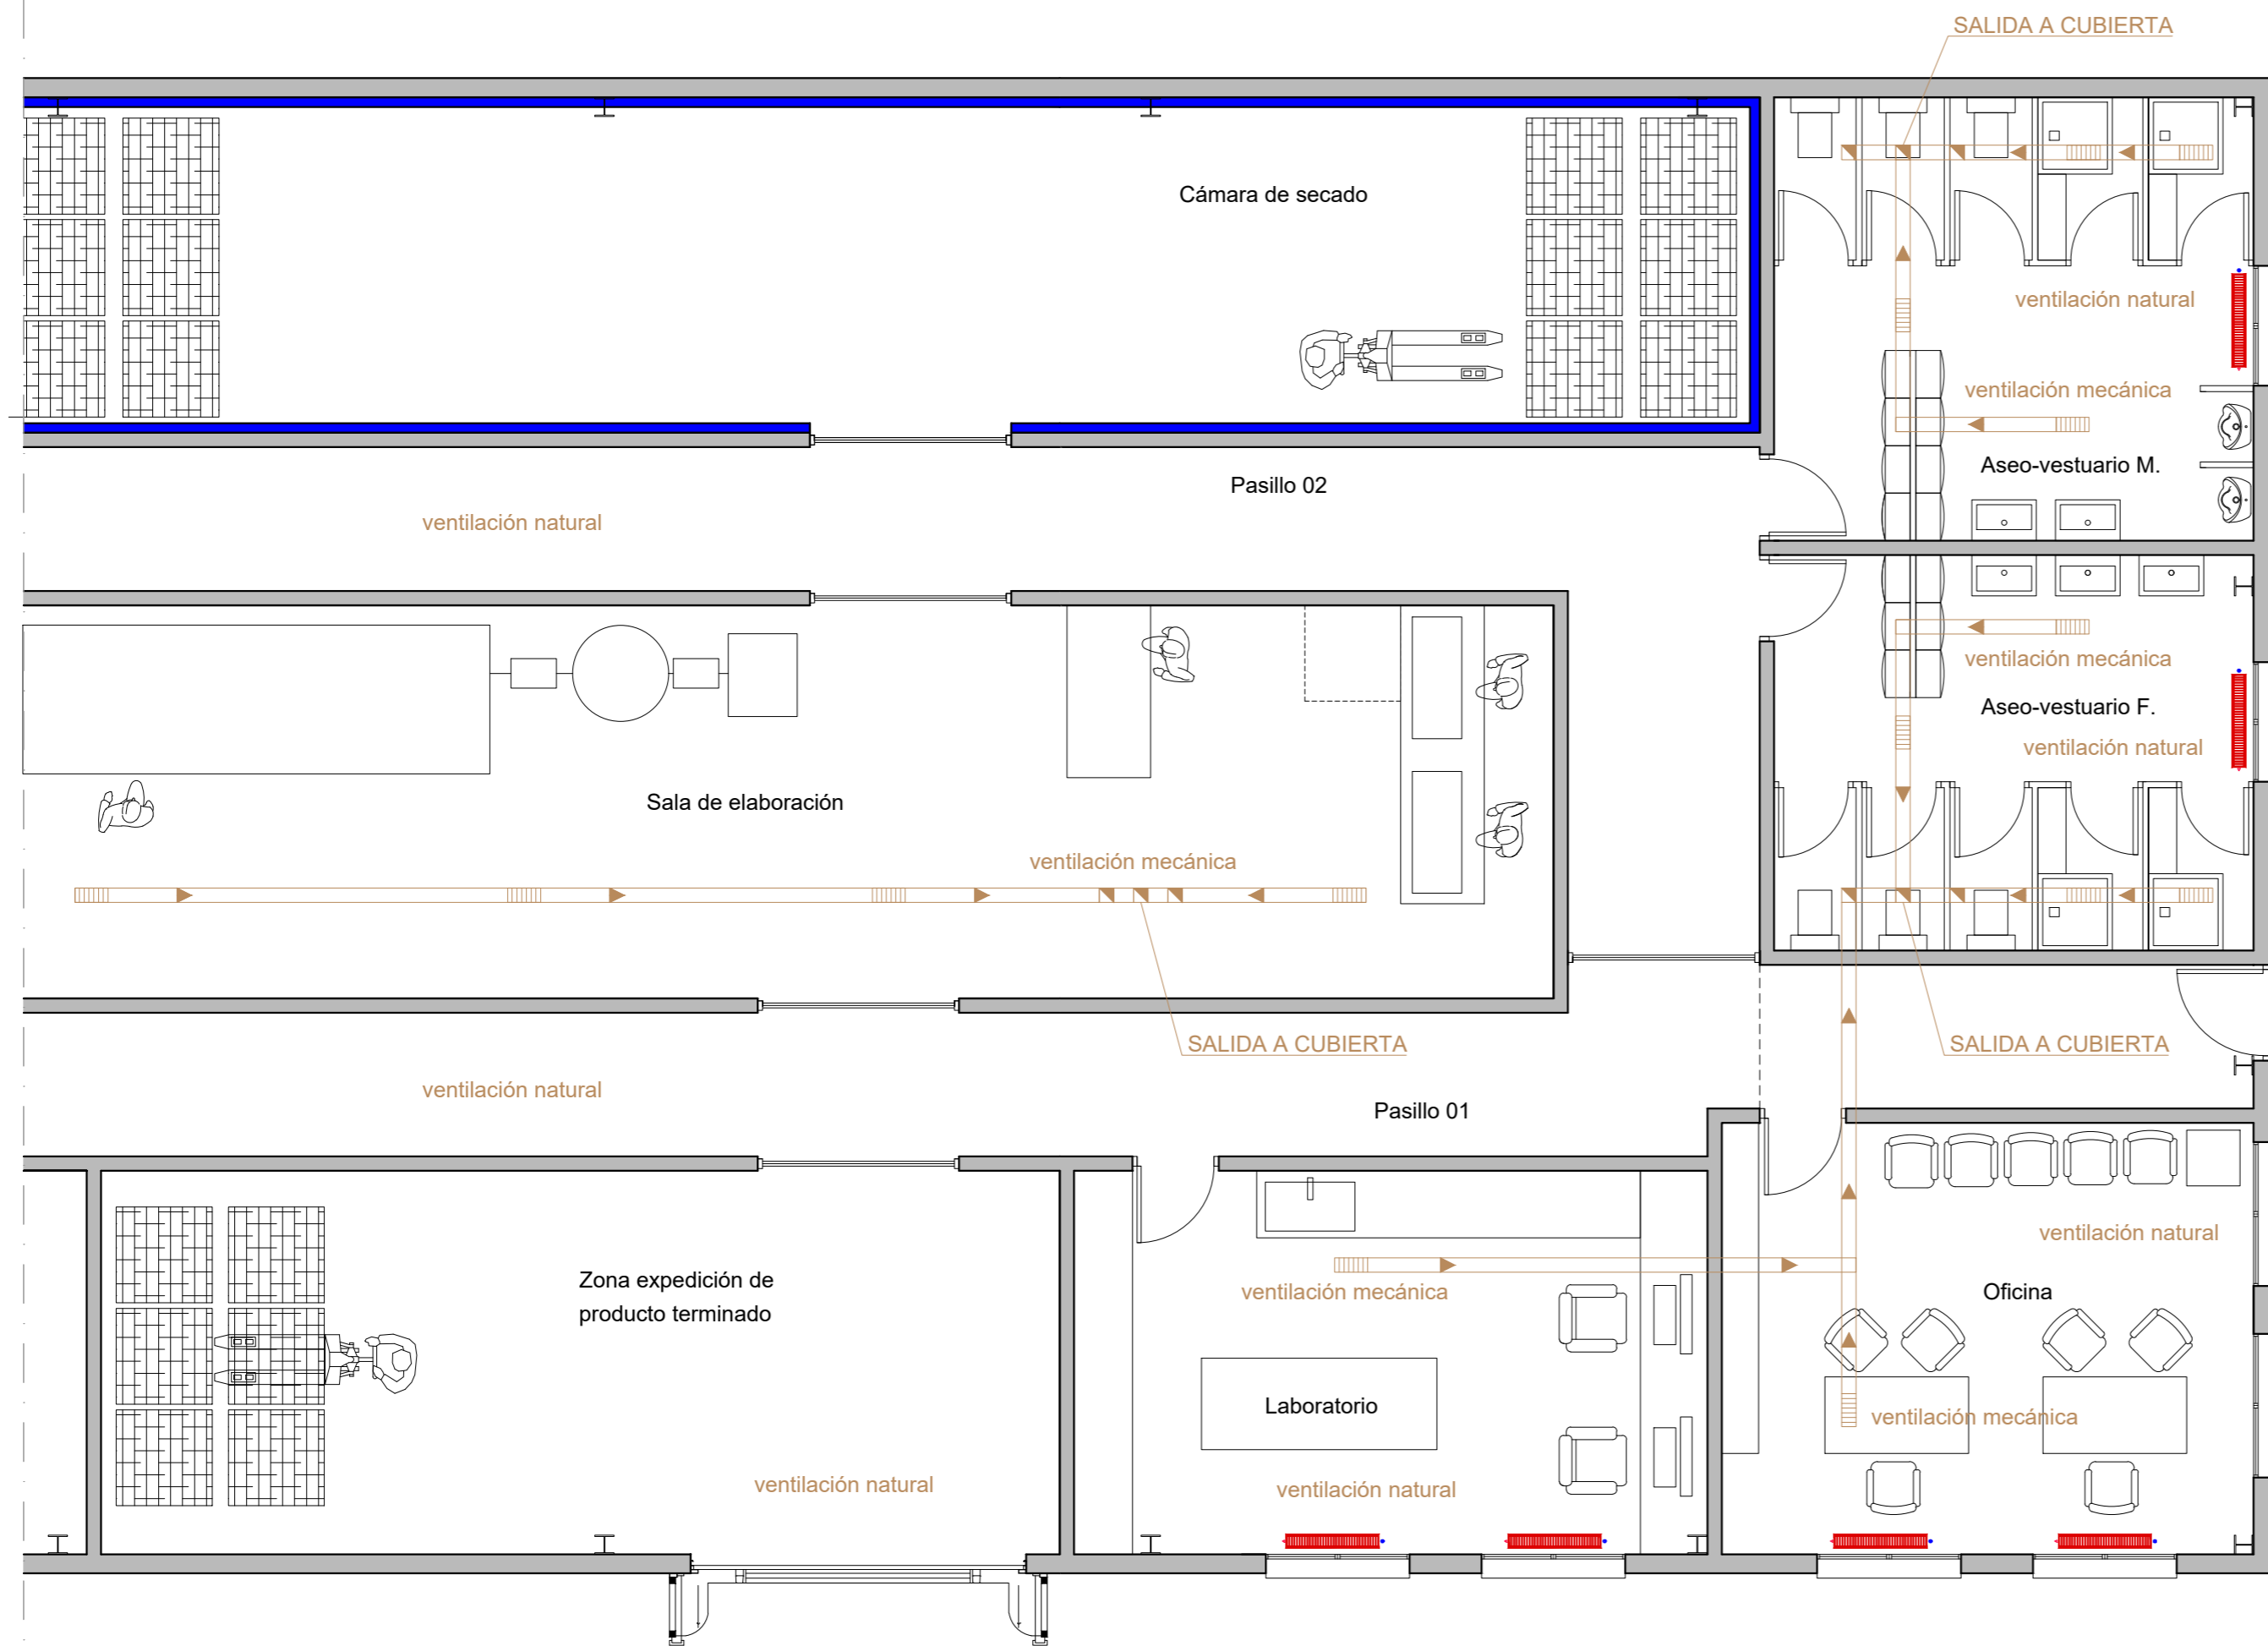 SALIDA A CUBIERTA
Cámara de secado
ventilación natural
ventilación mecánica
Aseo-vestuario M.
Pasillo 02
ventilación natural
ventilación mecánica
Aseo-vestuario F.
ventilación natural
Sala de elaboración
ventilación mecánica
SALIDA A CUBIERTA
SALIDA A CUBIERTA
ventilación natural
Pasillo 01
ventilación natural
Zona expedición de
producto terminado
ventilación mecánica
Oficina
Laboratorio
ventilación mecánica
ventilación natural
ventilación natural